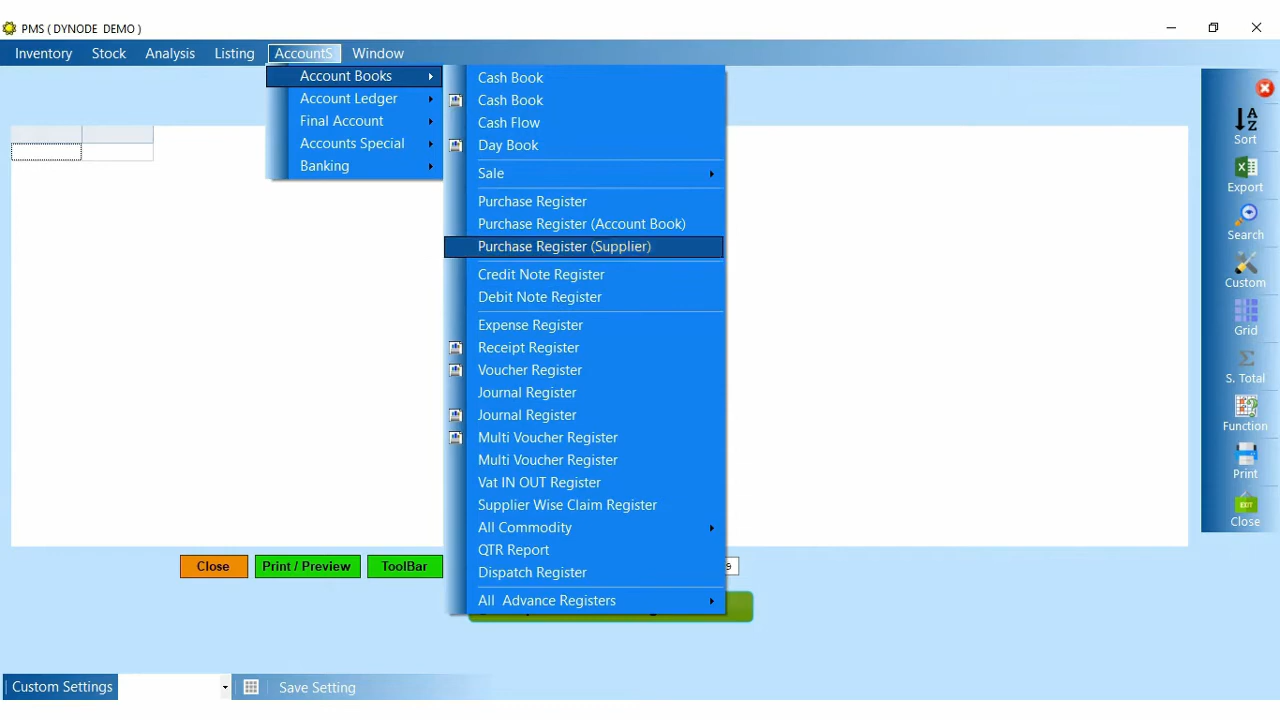 PMS ( DYNODE DEMO )
Inventory Stock Analysis Listing AccountS Window
Account Books
Account Ledger
Final Account
Accounts Special
Banking
Cash Book
Cash Book
Cash Flow
Day Book
Sale
Purchase Register
Purchase Register (Account Book)
Purchase Register (Supplier)
Credit Note Register
Debit Note Register
Expense Register
Receipt Register
Voucher Register
Journal Register
Journal Register
Multi Voucher Register
Multi Voucher Register
Vat IN OUT Register
Supplier Wise Claim Register
All Commodity
QTR Report
Dispatch Register
All Advance Registers
A
Z
Sort
Export
Search
Custom
Grid
S. Total
Function
Print
EXIT
Close
Close Print / Preview ToolBar
9
Custom Settings Save Setting